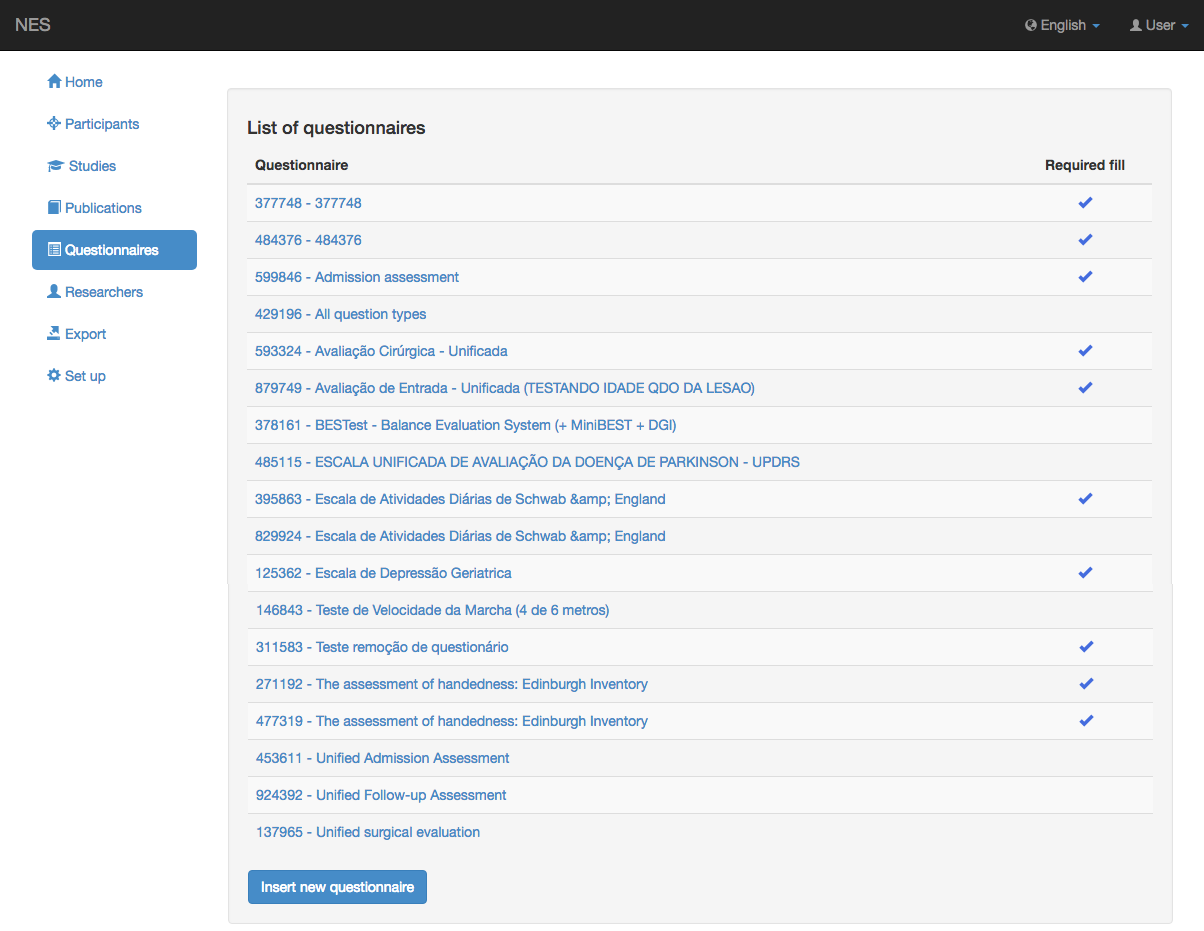 NES English User
Home
Participants
Studies
Publications
Questionnaires
Researchers
Export
Set up
List of questionnaires
Questionnaire Required fill
377748 - 377748
484376 - 484376
599846 - Admission assessment
429196 - All question types
593324 - Avaliação Cirúrgica - Unificada
879749 - Avaliação de Entrada - Unificada (TESTANDO IDADE QDO DA LESAO)
378161 - BESTest - Balance Evaluation System (+ MiniBEST + DGI)
485115 - ESCALA UNIFICADA DE AVALIAÇÃO DA DOENÇA DE PARKINSON - UPDRS
395863 - Escala de Atividades Diárias de Schwab &amp; England
829924 - Escala de Atividades Diárias de Schwab &amp; England
125362 - Escala de Depressão Geriatrica
146843 - Teste de Velocidade da Marcha (4 de 6 metros)
311583 - Teste remoção de questionário
271192 - The assessment of handedness: Edinburgh Inventory
477319 - The assessment of handedness: Edinburgh Inventory
453611 - Unified Admission Assessment
924392 - Unified Follow-up Assessment
137965 - Unified surgical evaluation
Insert new questionnaire